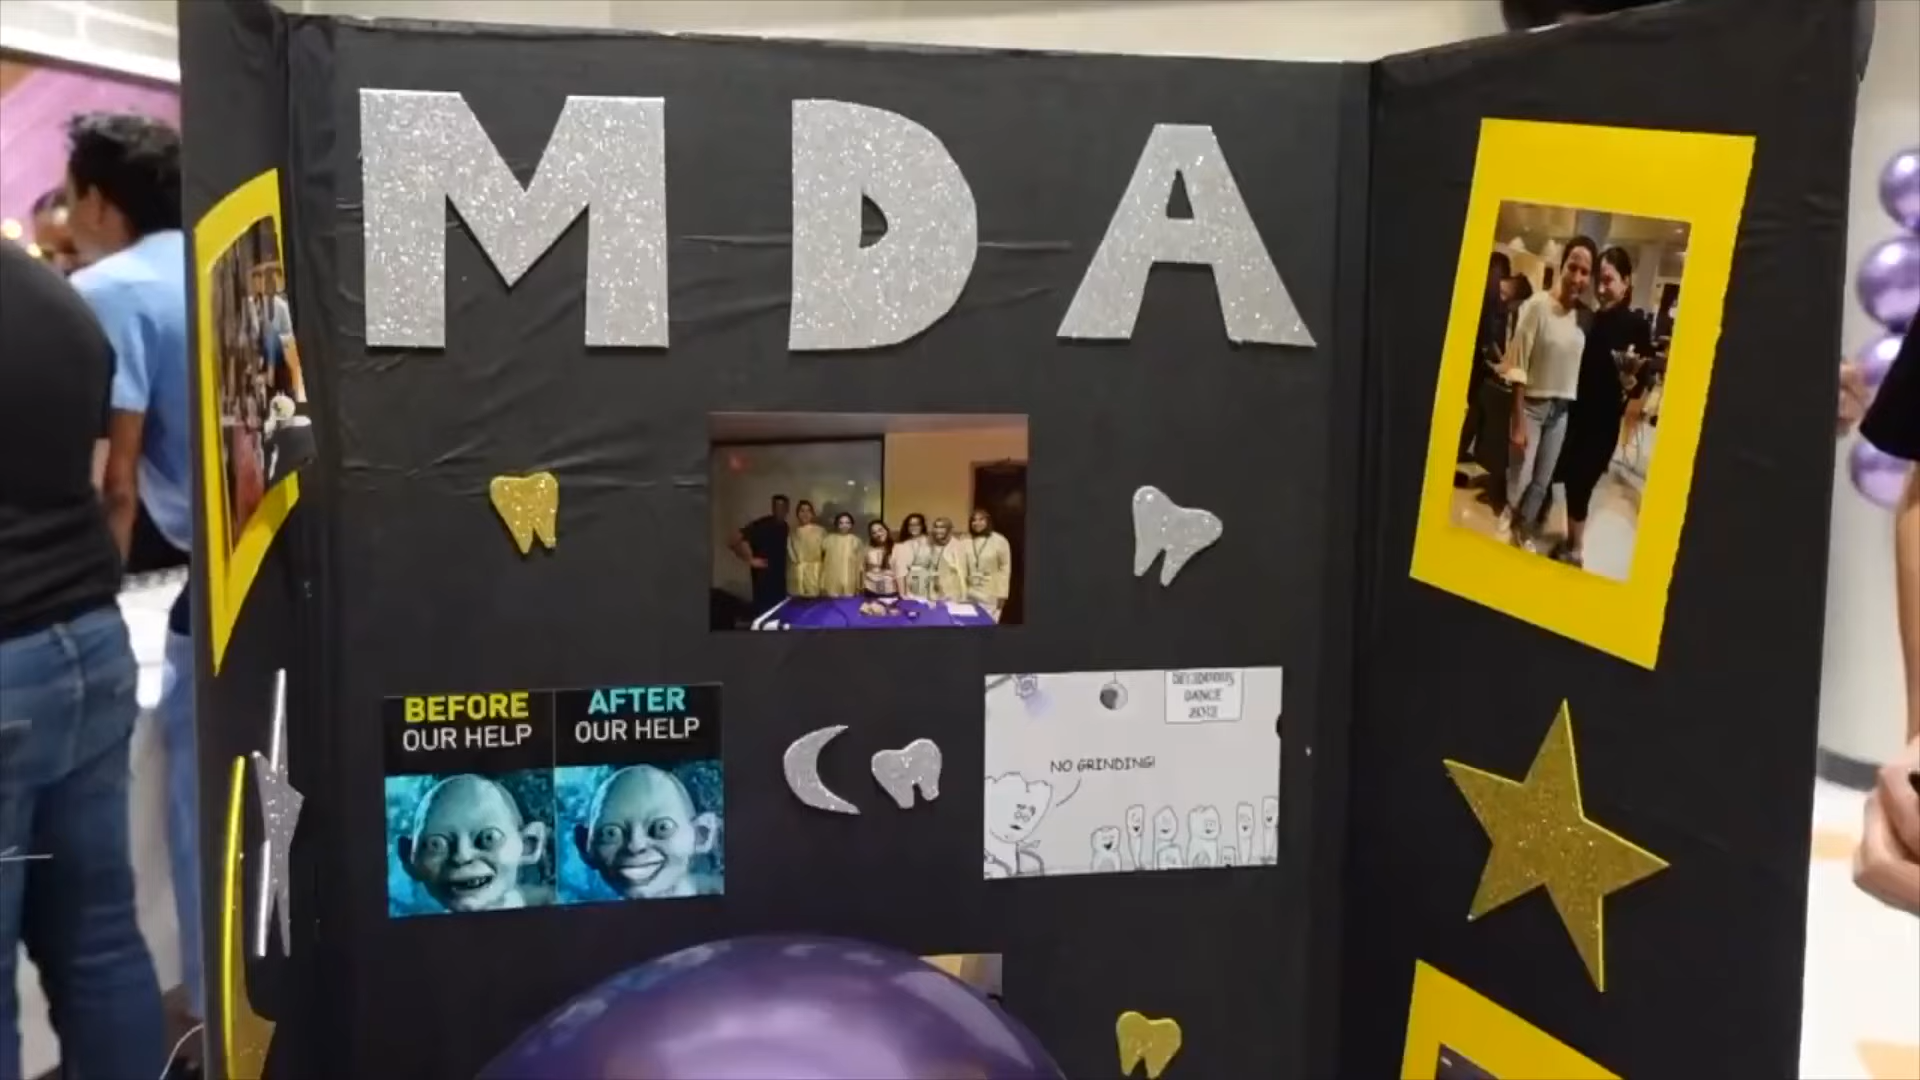 MDA
BEFORE
OUR HELP
AFTER
OUR HELP
DECIDUOUS
DANCE
2012
NO GRINDING!